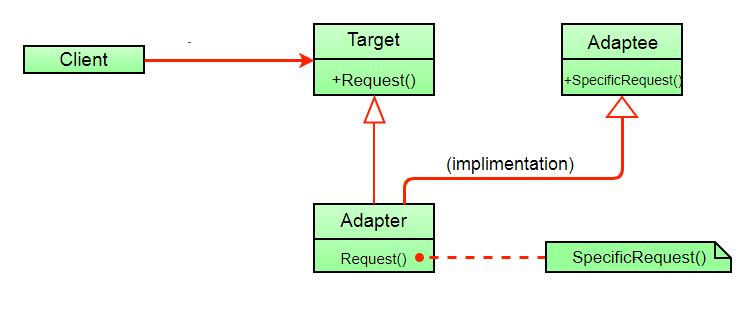 Client
Target
+Request()
Adaptee
+SpecificRequest()
(implimentation)
Adapter
Request()
SpecificRequest()